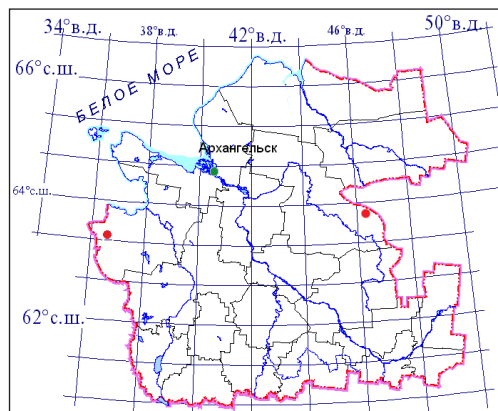 34°в.д.
38°в.д.
42°в.д.
46°в.д.
50°в.д.
66°с.ш.
БЕЛОЕ МОРЕ
Архангельск
64°с.ш.
62°с.ш.